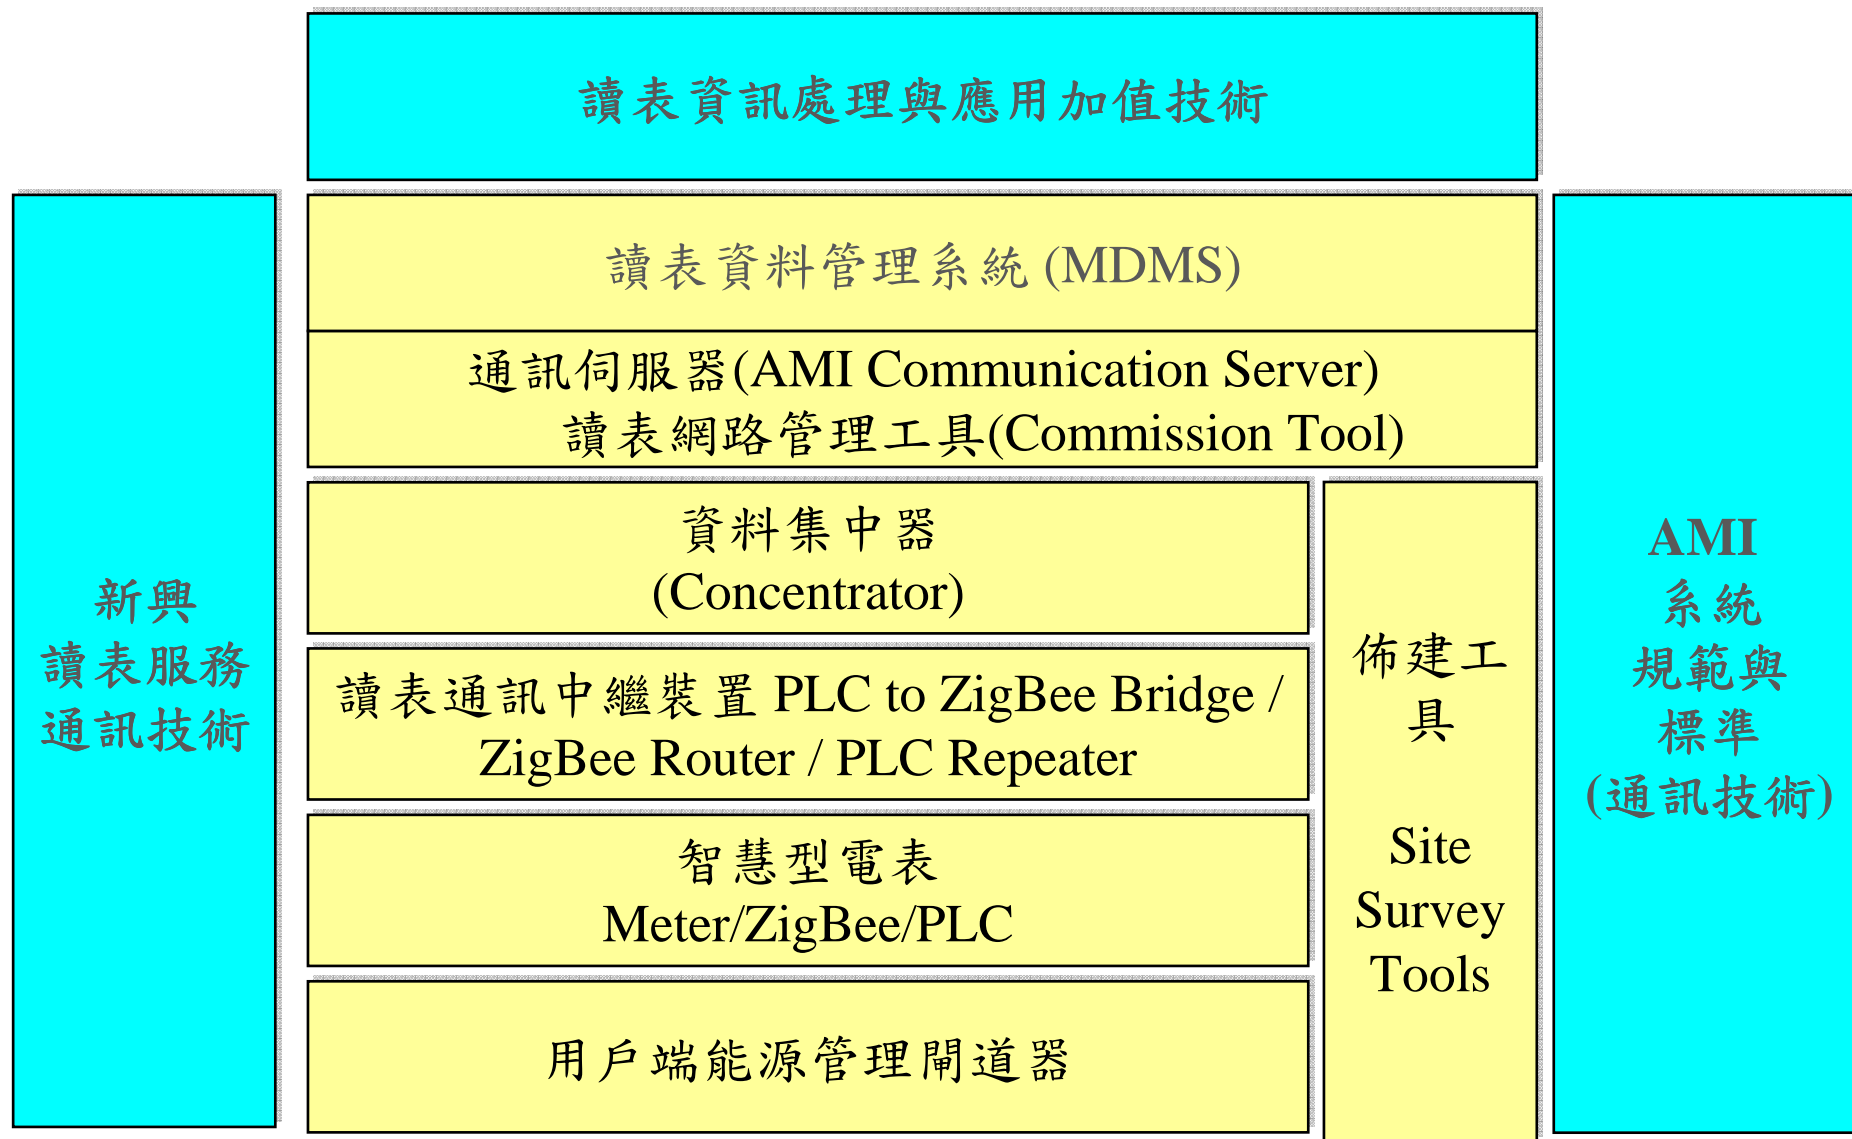 讀表資訊處理與應用加值技術
新興
讀表服務
通訊技術
讀表資料管理系統 (MDMS)
通訊伺服器(AMI Communication Server)
讀表網路管理工具(Commission Tool)
資料集中器
(Concentrator)
讀表通訊中繼裝置 PLC to ZigBee Bridge /
ZigBee Router / PLC Repeater
智慧型電表
Meter/ZigBee/PLC
用戶端能源管理閘道器
佈建工
具
Site
Survey
Tools
AMI
系統
規範與
標準
(通訊技術)